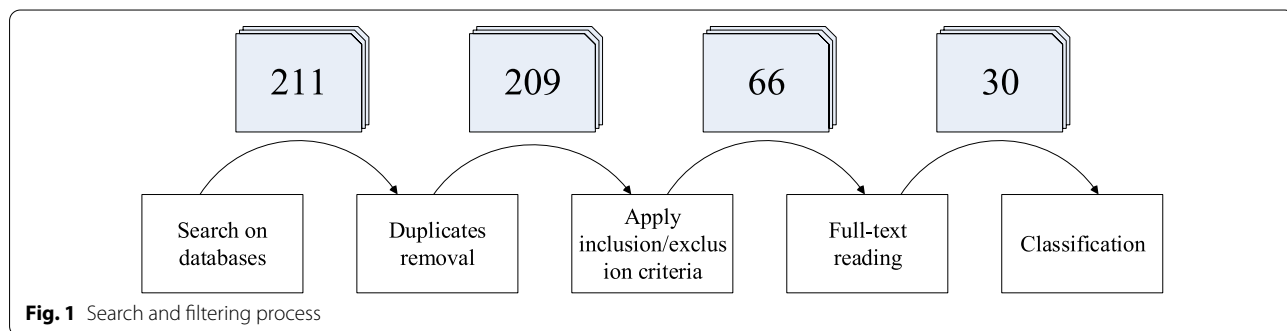 211
209
66
30
Search on
databases
Duplicates
removal
Apply
inclusion/exclus
ion criteria
Full-text
reading
Classification
Fig. 1 Search and filtering process